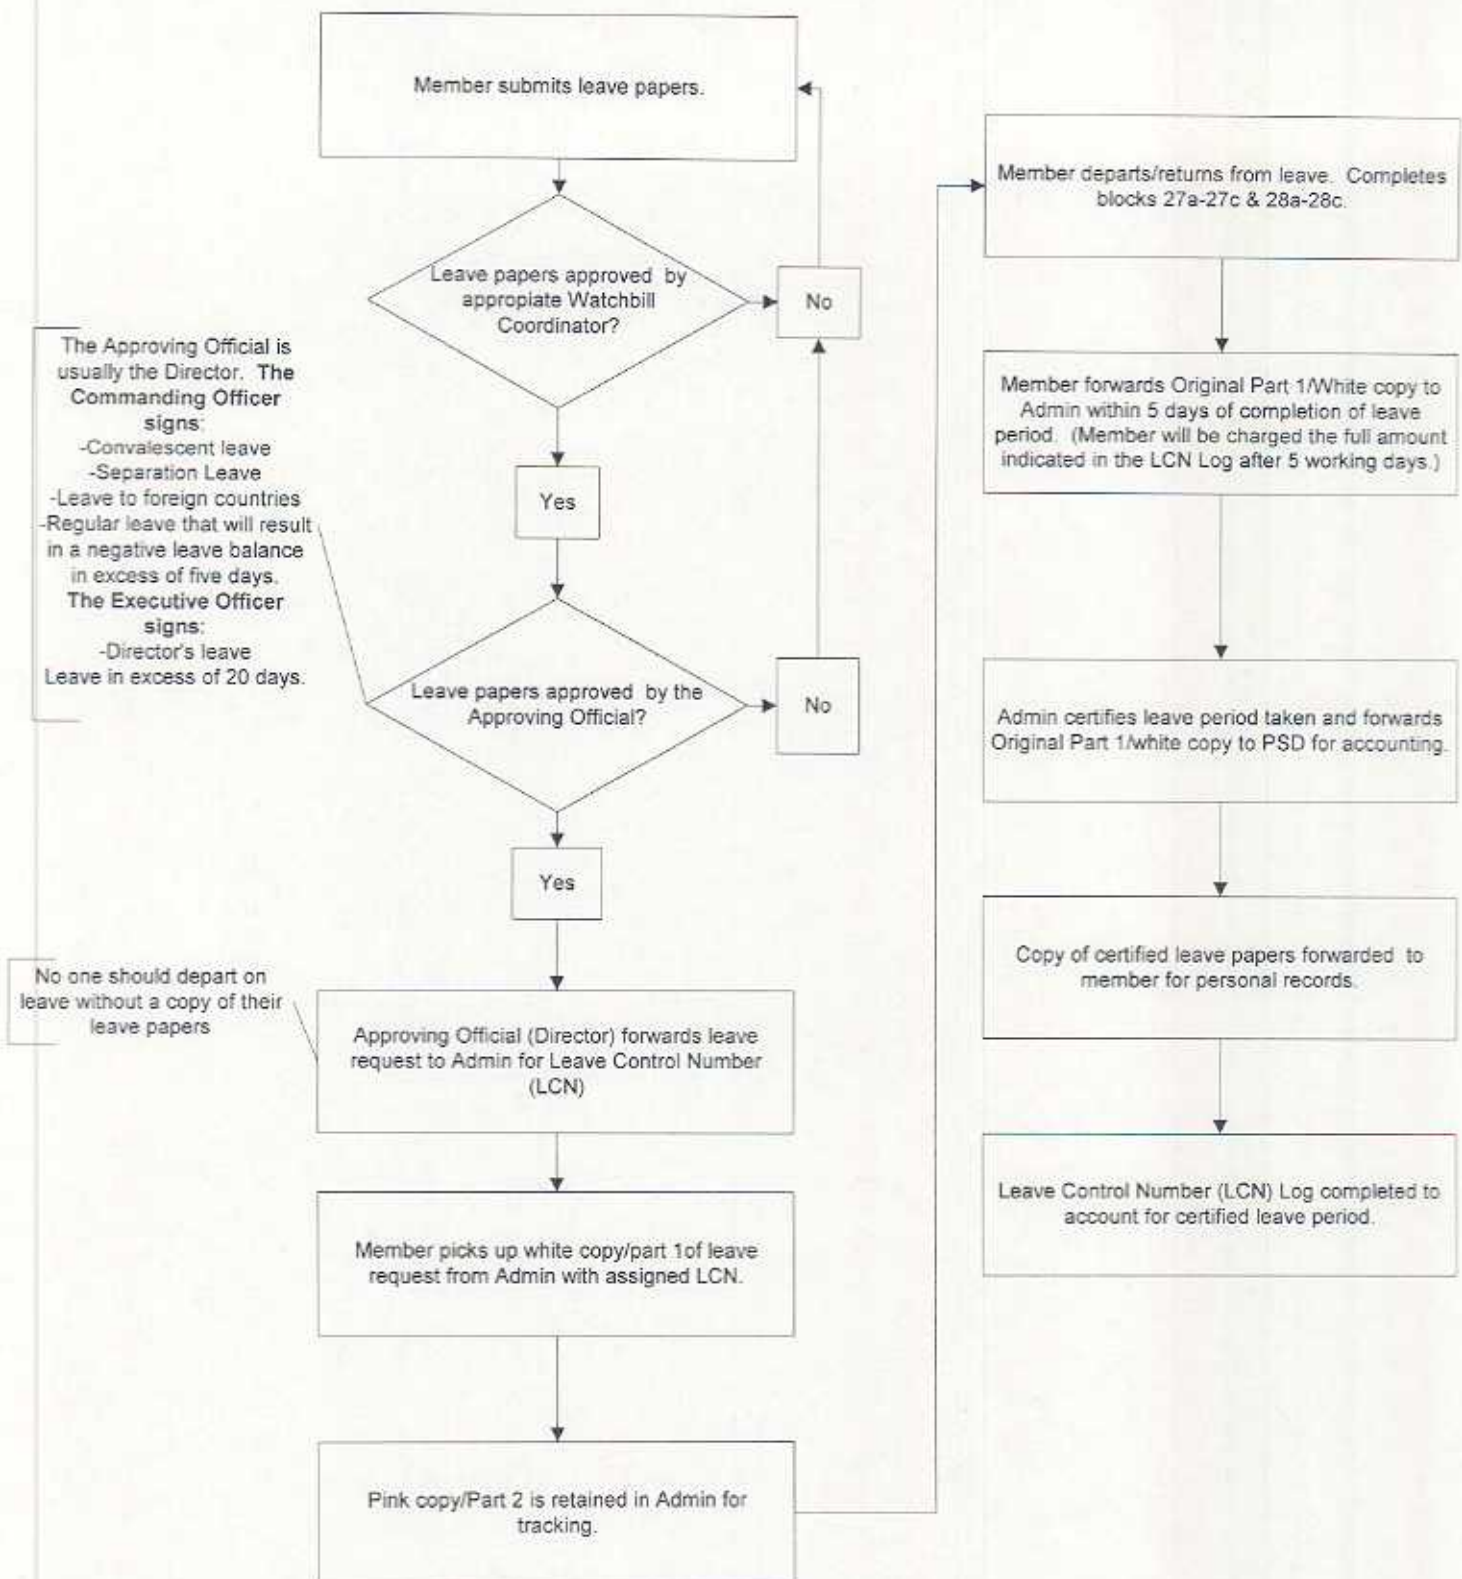 Member submits leave papers.
Leave papers approved by
appropiate Watchbill
Coordinator?
No
The Approving Official is
usually the Director. The
Commanding Officer
signs:
-Convalescent leave
-Separation Leave
-Leave to foreign countries
-Regular leave that will result
in a negative leave balance
in excess of five days.
The Executive Officer
signs:
-Director's leave
Leave in excess of 20 days.
Yes
Leave papers approved by the
Approving Official?
No
Yes
No one should depart on
leave without a copy of their
leave papers
Approving Official (Director) forwards leave
request to Admin for Leave Control Number
(LCN)
Member picks up white copy/part 1of leave
request from Admin with assigned LCN.
Pink copy/Part 2 is retained in Admin for
tracking.
Member departs/returns from leave. Completes
blocks 27a-27c & 28a-28c.
Member forwards Original Part 1/White copy to
Admin within 5 days of completion of leave
period. (Member will be charged the full amount
indicated in the LCN Log after 5 working days.)
Admin certifies leave period taken and forwards
Original Part 1/white copy to PSD for accounting.
Copy of certified leave papers forwarded to
member for personal records.
Leave Control Number (LCN) Log completed to
account for certified leave period.